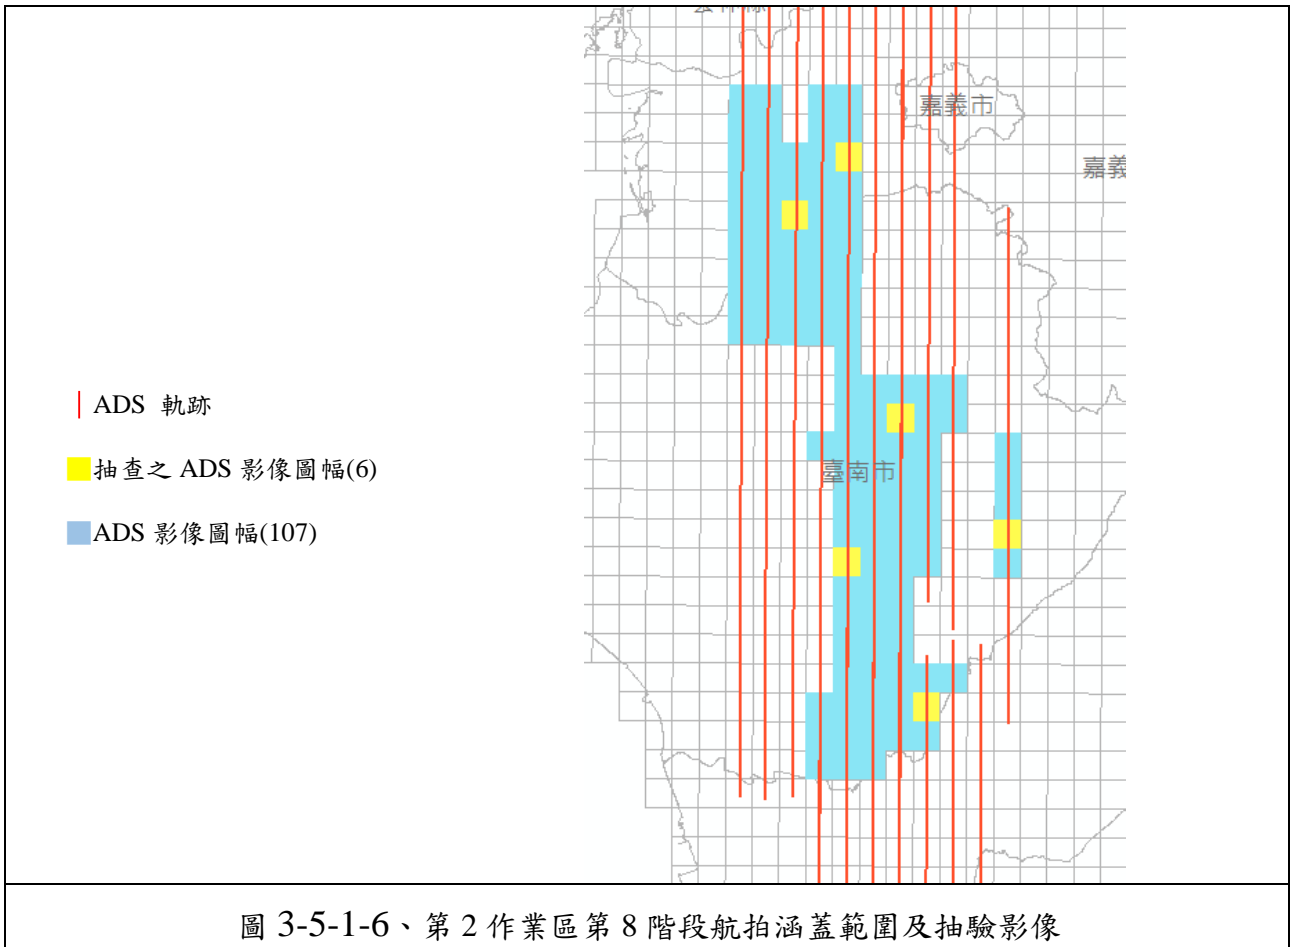 嘉義市
嘉義
ADS 軌跡
抽查之 ADS 影像圖幅(6)
臺南市
ADS 影像圖幅(107)
圖 3-5-1-6、第 2 作業區第 8 階段航拍涵蓋範圍及抽驗影像